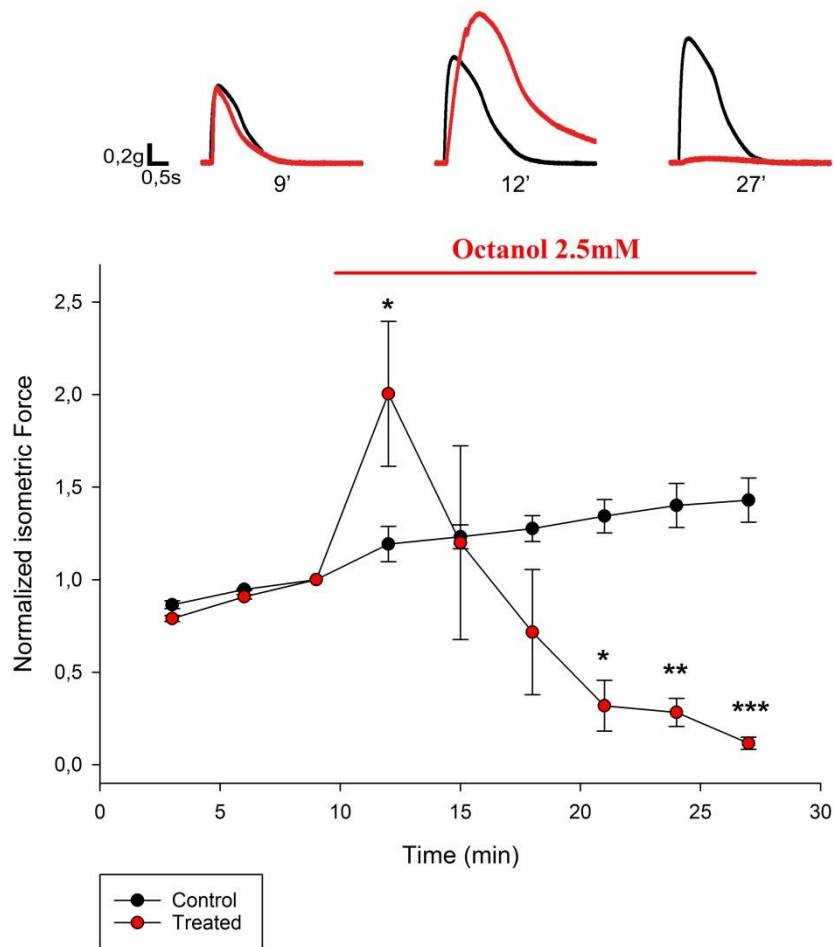 0,2g
0,5s
9'
12'
27'
Octanol 2.5mM
2,5
*
2,0
1,5
1,0
0,5
* ** ***
0,0
0 5 10 15 20 25 30
Normalized isometric Force
Time (min)
Control
Treated